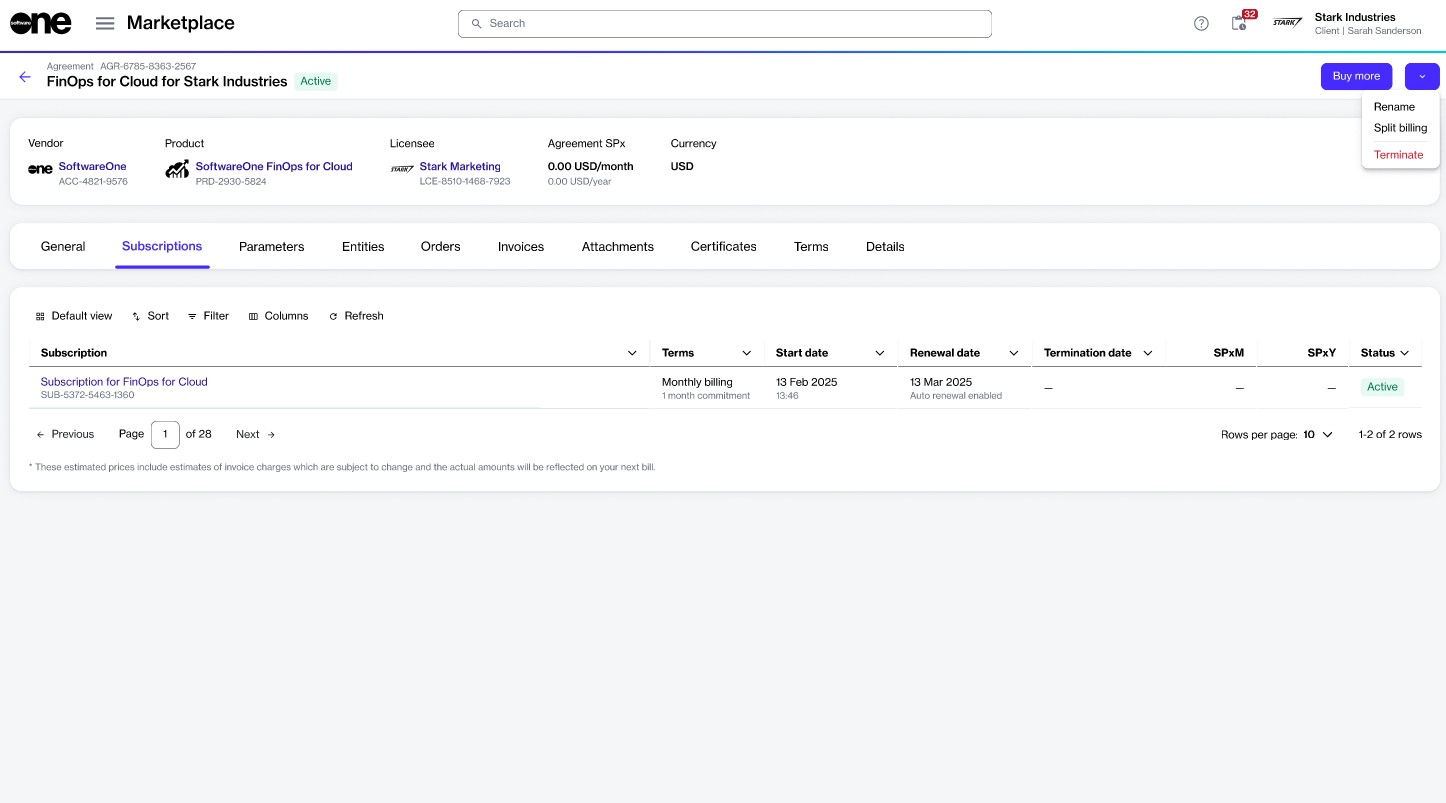 software one
Marketplace
Search
32
STARK
Stark Industries
Client | Sarah Sanderson
Agreement AGR-6785-8363-2567
FinOps for Cloud for Stark Industries
Active
Buy more
Rename
Split billing
Terminate
Vendor
one
SoftwareOne
ACC-4821-9576
Product
SoftwareOne FinOps for Cloud
PRD-2930-5824
Licensee
STARK
Stark Marketing
LCE-8510-1468-7923
Agreement SPx
0.00 USD/month
0.00 USD/year
Currency
USD
General Subscriptions Parameters Entities Orders Invoices Attachments Certificates Terms Details
Default view Sort Filter Columns Refresh
Subscription Terms Start date Renewal date Termination date SPxM SPxY Status
Subscription for FinOps for Cloud Monthly billing 13 Feb 2025 13 Mar 2025 — — — Active
SUB-5372-5463-1360 1 month commitment 13:46 Auto renewal enabled
Previous Page 1 of 28 Next Rows per page: 10 1-2 of 2 rows
* These estimated prices include estimates of invoice charges which are subject to change and the actual amounts will be reflected on your next bill.